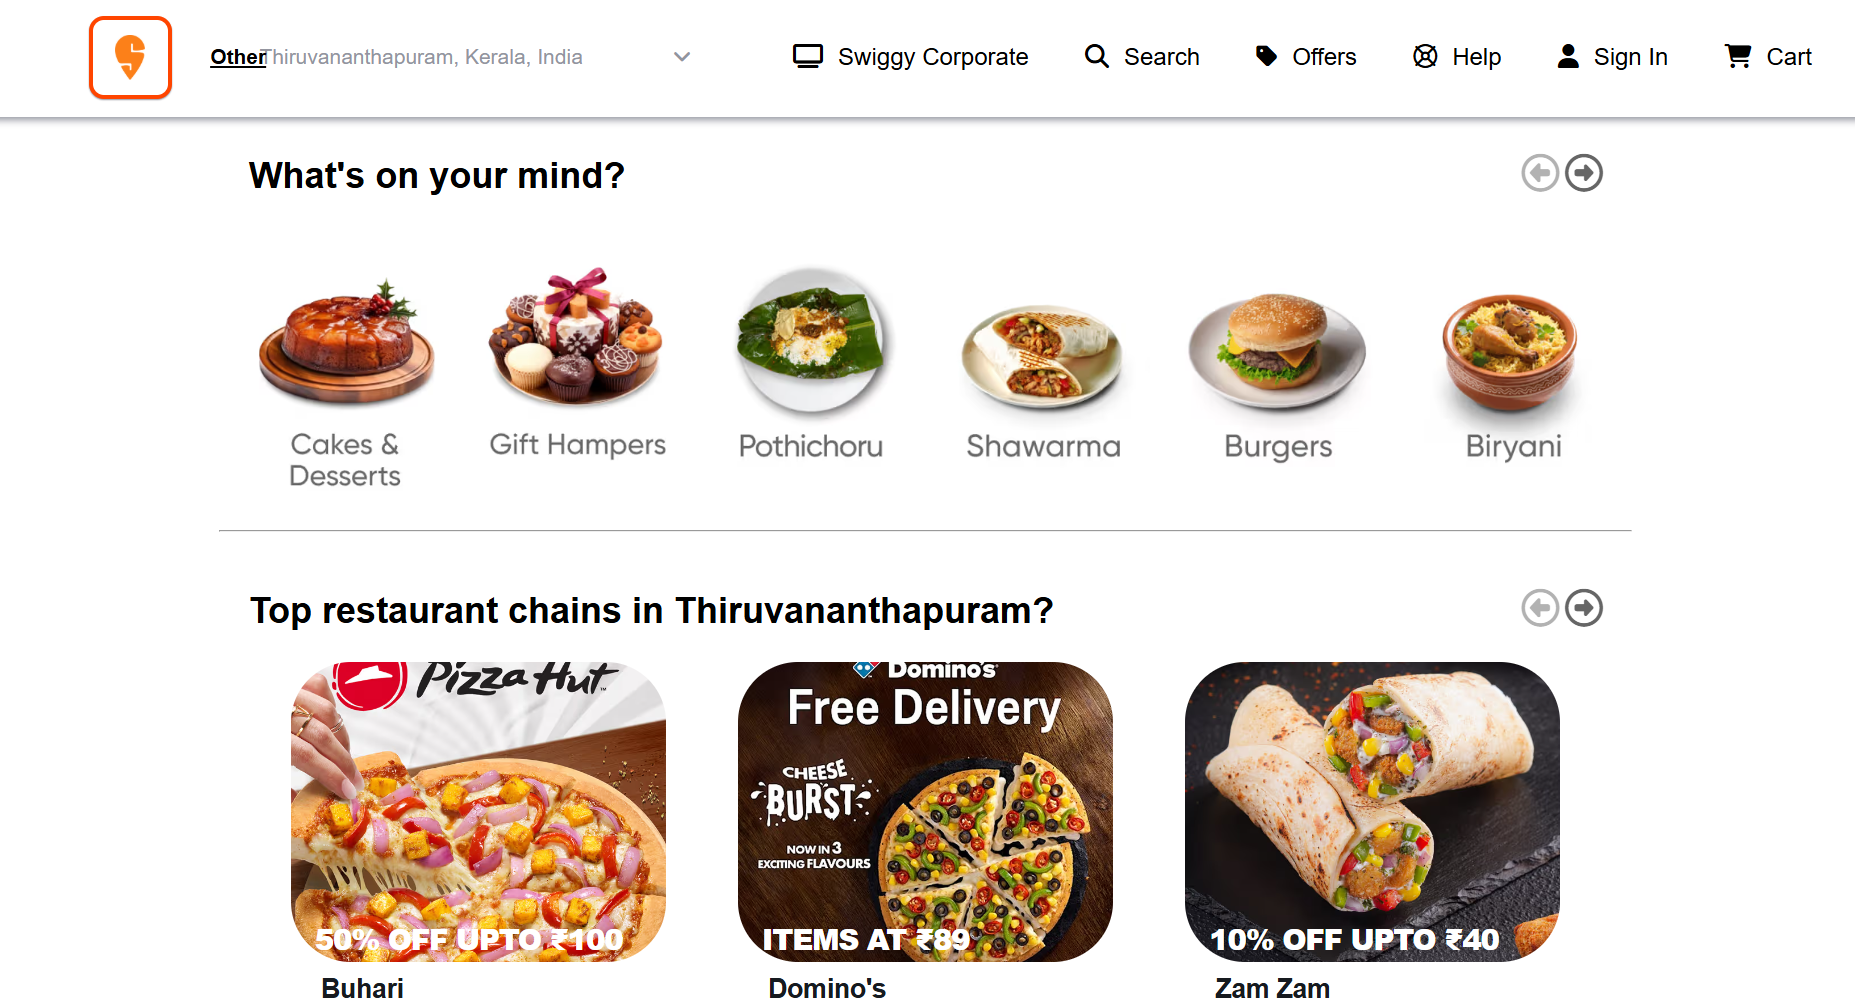 Other Thiruvananthapuram, Kerala, India
Swiggy Corporate
Search
Offers
Help
Sign In
Cart
What's on your mind?
Cakes &
Desserts
Gift Hampers
Pothichoru
Shawarma
Burgers
Biryani
Top restaurant chains in Thiruvananthapuram?
Pizza Hut
50% OFF UPTO ₹100
Buhari
Domino's
Free Delivery
CHEESE
BURST
NOW IN 3
EXCITING FLAVOURS
ITEMS AT ₹89
Domino's
10% OFF UPTO ₹40
Zam Zam